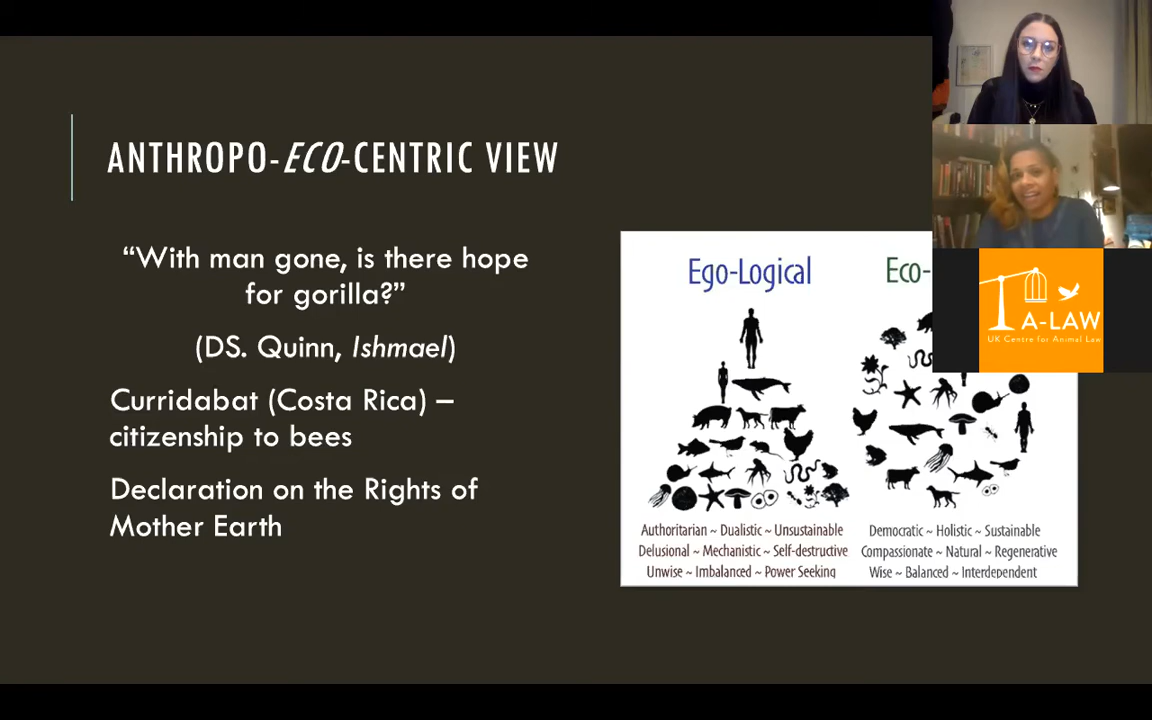 ANTHROPO-ECO-CENTRIC VIEW
“With man gone, is there hope
for gorilla?”
(DS. Quinn, Ishmael)
Curridabat (Costa Rica) –
citizenship to bees
Declaration on the Rights of
Mother Earth
Ego-Logical
Authoritarian ~ Dualistic ~ Unsustainable
Delusional ~ Mechanistic ~ Self-destructive
Unwise ~ Imbalanced ~ Power Seeking
Eco-
Democratic ~ Holistic ~ Sustainable
Compassionate ~ Natural ~ Regenerative
Wise ~ Balanced ~ Interdependent
A-LAW
UK Centre for Animal Law